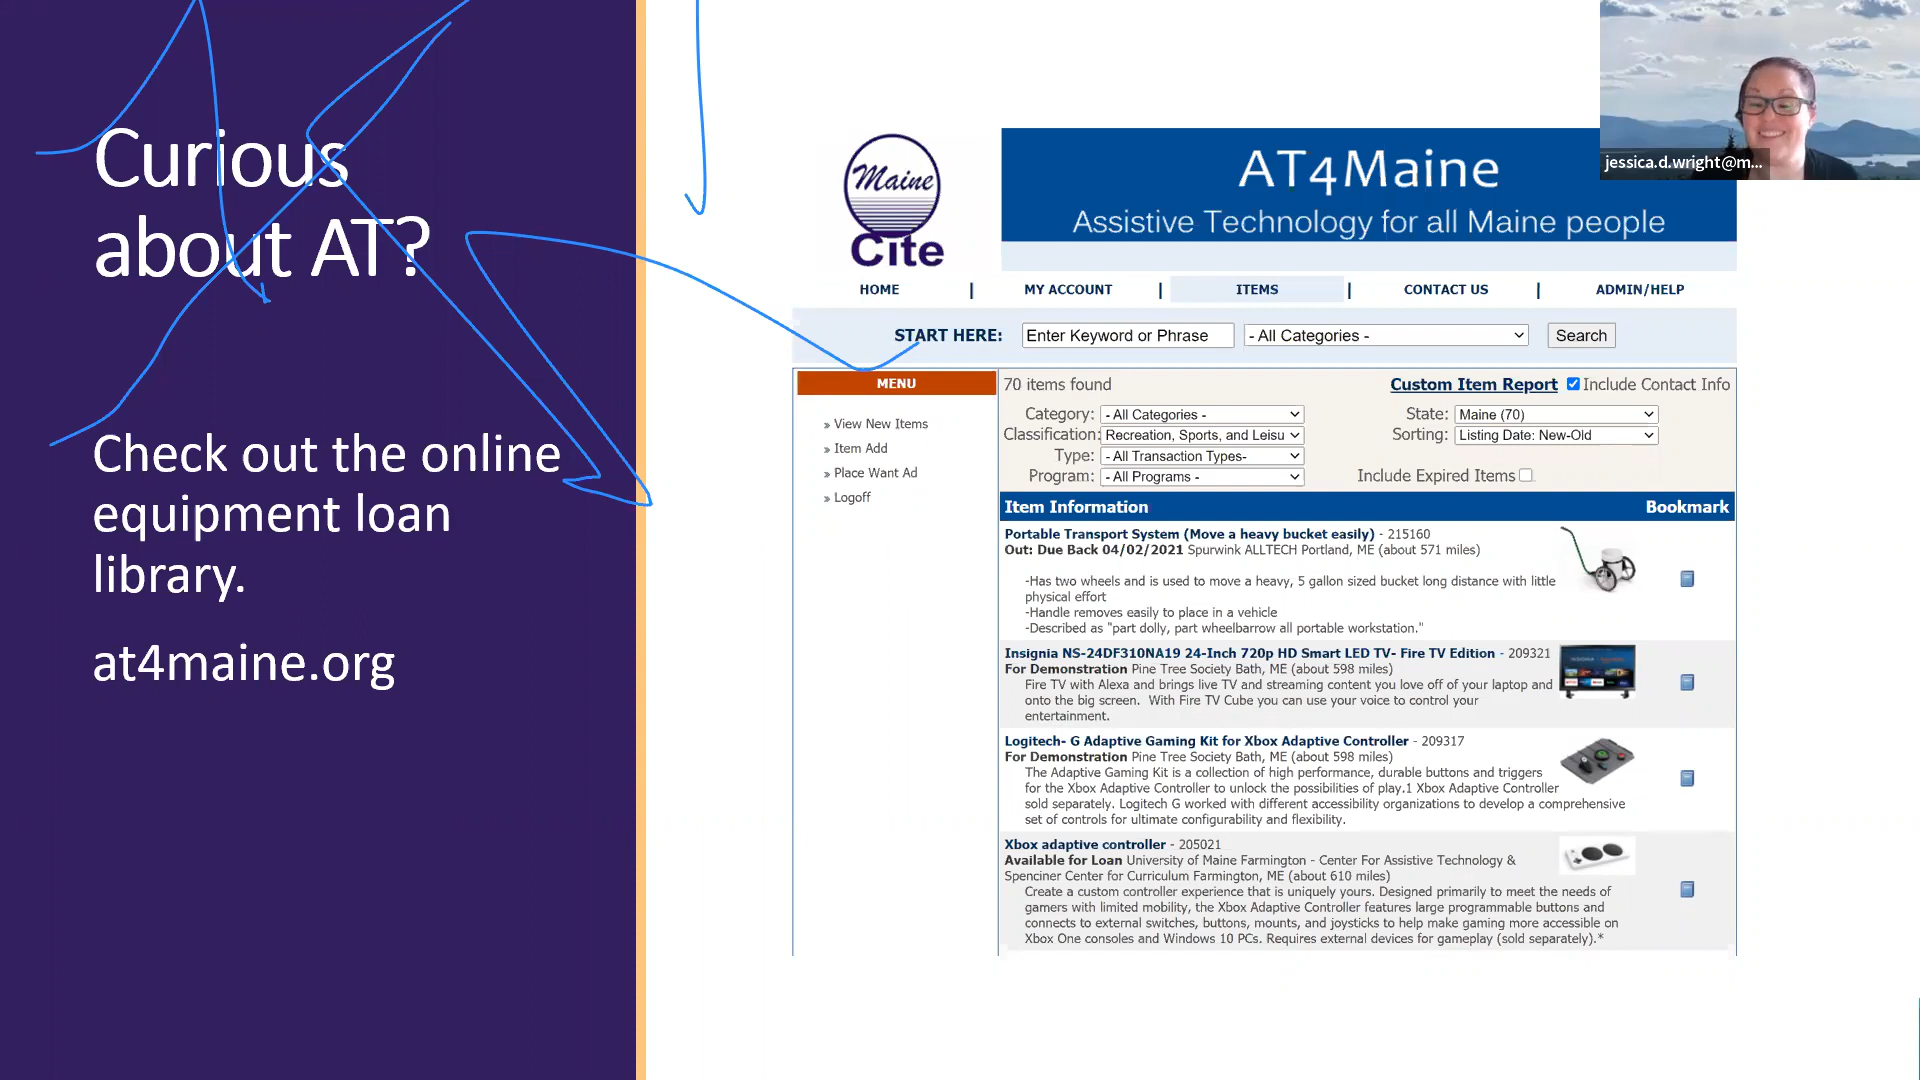 Curious
about AT?
Check out the online
equipment loan
library.
at4maine.org
Maine
Cite
AT4Maine
Assistive Technology for all Maine people
jessica.d.wright@m...
HOME | MY ACCOUNT | ITEMS | CONTACT US | ADMIN/HELP
START HERE: Enter Keyword or Phrase - All Categories - Search
MENU
» View New Items
» Item Add
» Place Want Ad
» Logoff
70 items found Custom Item Report Include Contact Info
Category: - All Categories - State: Maine (70)
Classification: Recreation, Sports, and Leisu Sorting: Listing Date: New-Old
Type: - All Transaction Types-
Program: - All Programs - Include Expired Items
Item Information Bookmark
Portable Transport System (Move a heavy bucket easily) - 215160
Out: Due Back 04/02/2021 Spurwink ALLTECH Portland, ME (about 571 miles)
-Has two wheels and is used to move a heavy, 5 gallon sized bucket long distance with little
physical effort
-Handle removes easily to place in a vehicle
-Described as "part dolly, part wheelbarrow all portable workstation."
Insignia NS-24DF310NA19 24-Inch 720p HD Smart LED TV- Fire TV Edition - 209321
For Demonstration Pine Tree Society Bath, ME (about 598 miles)
Fire TV with Alexa and brings live TV and streaming content you love off of your laptop and
onto the big screen. With Fire TV Cube you can use your voice to control your
entertainment.
Logitech- G Adaptive Gaming Kit for Xbox Adaptive Controller - 209317
For Demonstration Pine Tree Society Bath, ME (about 598 miles)
The Adaptive Gaming Kit is a collection of high performance, durable buttons and triggers
for the Xbox Adaptive Controller to unlock the possibilities of play.1 Xbox Adaptive Controller
sold separately. Logitech G worked with different accessibility organizations to develop a comprehensive
set of controls for ultimate configurability and flexibility.
Xbox adaptive controller - 205021
Available for Loan University of Maine Farmington - Center For Assistive Technology &
Spenciner Center for Curriculum Farmington, ME (about 610 miles)
Create a custom controller experience that is uniquely yours. Designed primarily to meet the needs of
gamers with limited mobility, the Xbox Adaptive Controller features large programmable buttons and
connects to external switches, buttons, mounts, and joysticks to help make gaming more accessible on
Xbox One consoles and Windows 10 PCs. Requires external devices for gameplay (sold separately).*